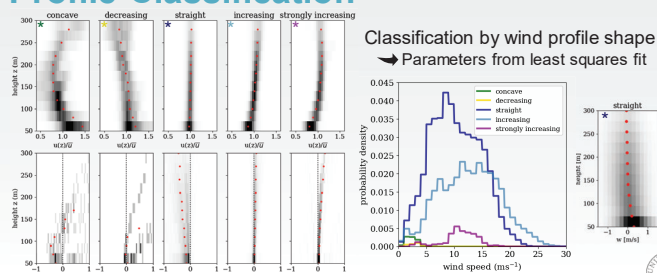 Profile Classification
concave decreasing straight increasing strongly increasing
height z (m)
300
250
200
150
100
50
0.5 1.0 1.5 0.5 1.0 1.5 0.5 1.0 1.5 0.5 1.0 1.5 0.5 1.0 1.5
u(z)/u̅ u(z)/u̅ u(z)/u̅ u(z)/u̅ u(z)/u̅
height z (m)
300
250
200
150
100
50
−1 0 1 −1 0 1 −1 0 1 −1 0 1 −1 0 1
Classification by wind profile shape
Parameters from least squares fit
probability density
0.045
0.040
0.035
0.030
0.025
0.020
0.015
0.010
0.005
0.000
0 5 10 15 20 25 30
wind speed (ms⁻¹)
concave
decreasing
straight
increasing
strongly increasing
straight
height [m]
300
250
200
150
100
50
−1 0 1
w [m/s]